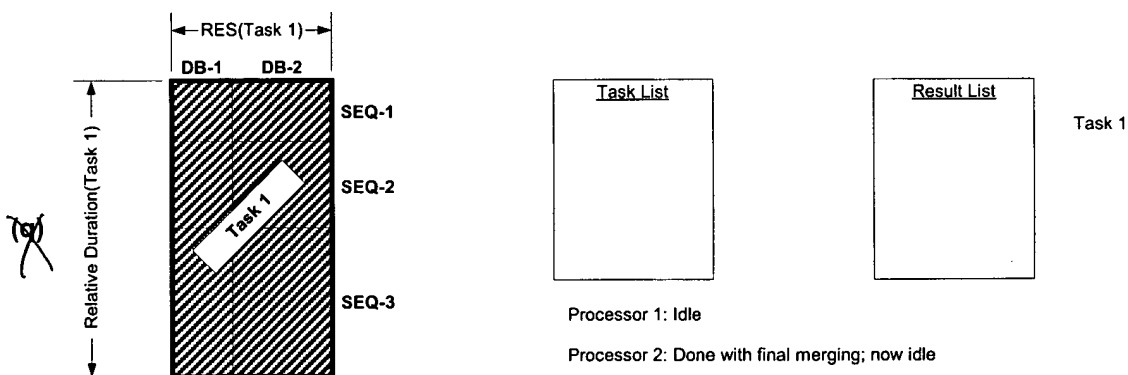 RES(Task 1)
DB-1 DB-2
Relative Duration(Task 1)
SEQ-1
SEQ-2
SEQ-3
Task 1
Task List
Result List
Task 1
Processor 1: Idle
Processor 2: Done with final merging; now idle